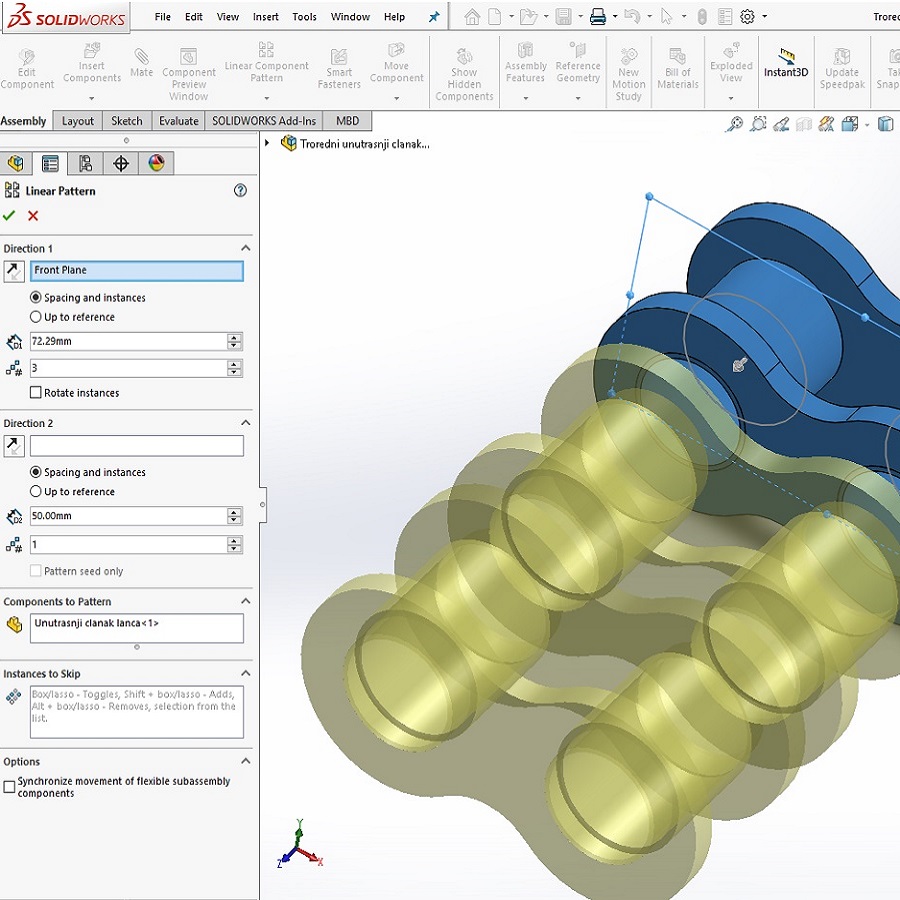 SOLIDWORKS File Edit View Insert Tools Window Help
Edit Component
Insert Components
Mate
Component Preview Window
Linear Component Pattern
Smart Fasteners
Move Component
Show Hidden Components
Assembly Features
Reference Geometry
New Motion Study
Bill of Materials
Exploded View
Instant3D
Update Speedpak
Assembly Layout Sketch Evaluate SOLIDWORKS Add-Ins MBD
Troredni unutrasnji clanak...
Linear Pattern
Direction 1
Front Plane
Spacing and instances
Up to reference
D1 72.29mm
# 3
Rotate instances
Direction 2
Spacing and instances
Up to reference
D2 50.00mm
# 1
Pattern seed only
Components to Pattern
Unutrasnji clanak lanca<1>
Instances to Skip
Box/lasso - Toggles, Shift + box/lasso - Adds,
Alt + box/lasso - Removes, selection from the
list.
Options
Synchronize movement of flexible subassembly
components
Y
Z X